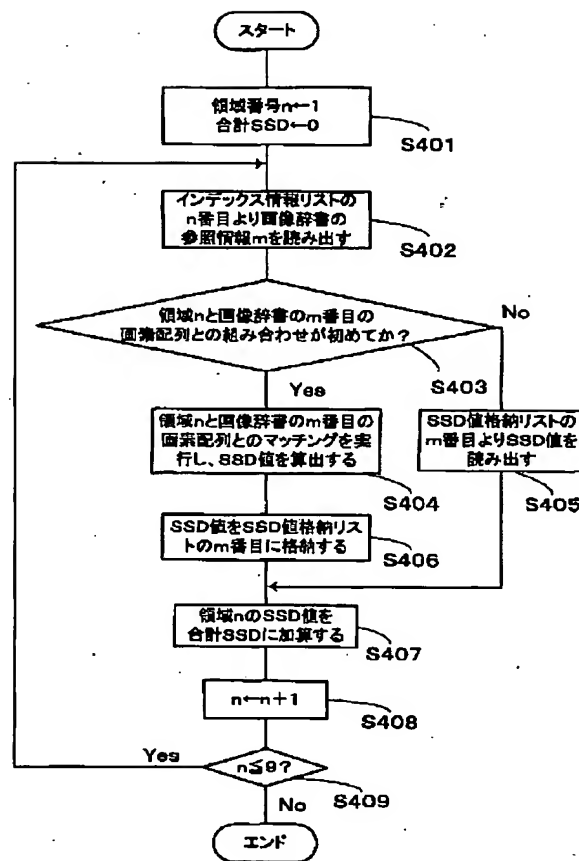 スタート
領域番号n←1
合計SSD←0
S401
インデックス情報リストの
n番目より画像辞書の
参照情報mを読み出す
S402
領域nと画像辞書のm番目の
画素配列との組み合わせが初めてか？
No
S403
Yes
領域nと画像辞書のm番目の
画素配列とのマッチングを実
行し、SSD値を算出する
S404
SSD値格納リストの
m番目よりSSD値を
読み出す
S405
SSD値をSSD値格納リス
トのm番目に格納する
S406
領域nのSSD値を
合計SSDに加算する
S407
n←n＋1
S408
Yes
n≦9?
S409
No
エンド